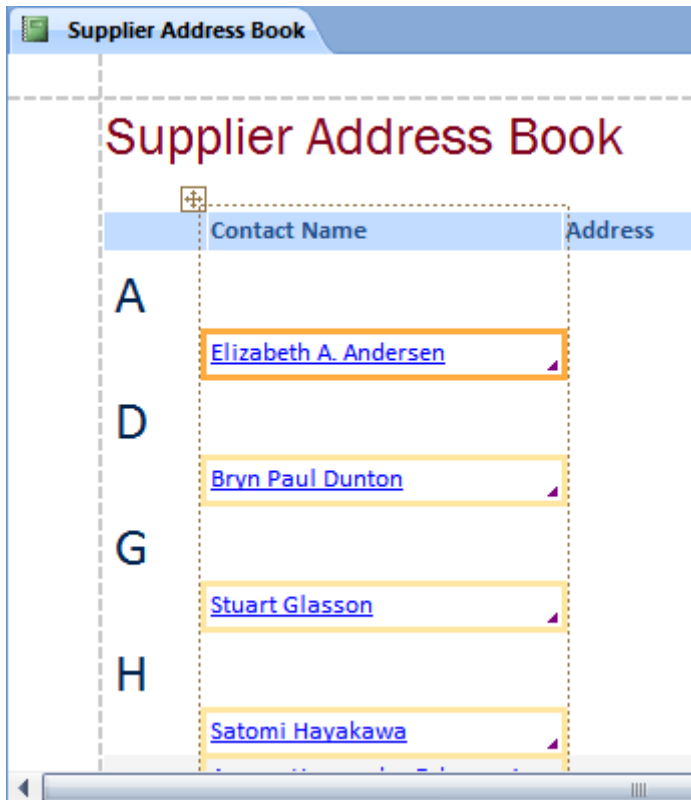 Supplier Address Book
Supplier Address Book
Contact Name Address
A
Elizabeth A. Andersen
D
Bryn Paul Dunton
G
Stuart Glasson
H
Satomi Hayakawa